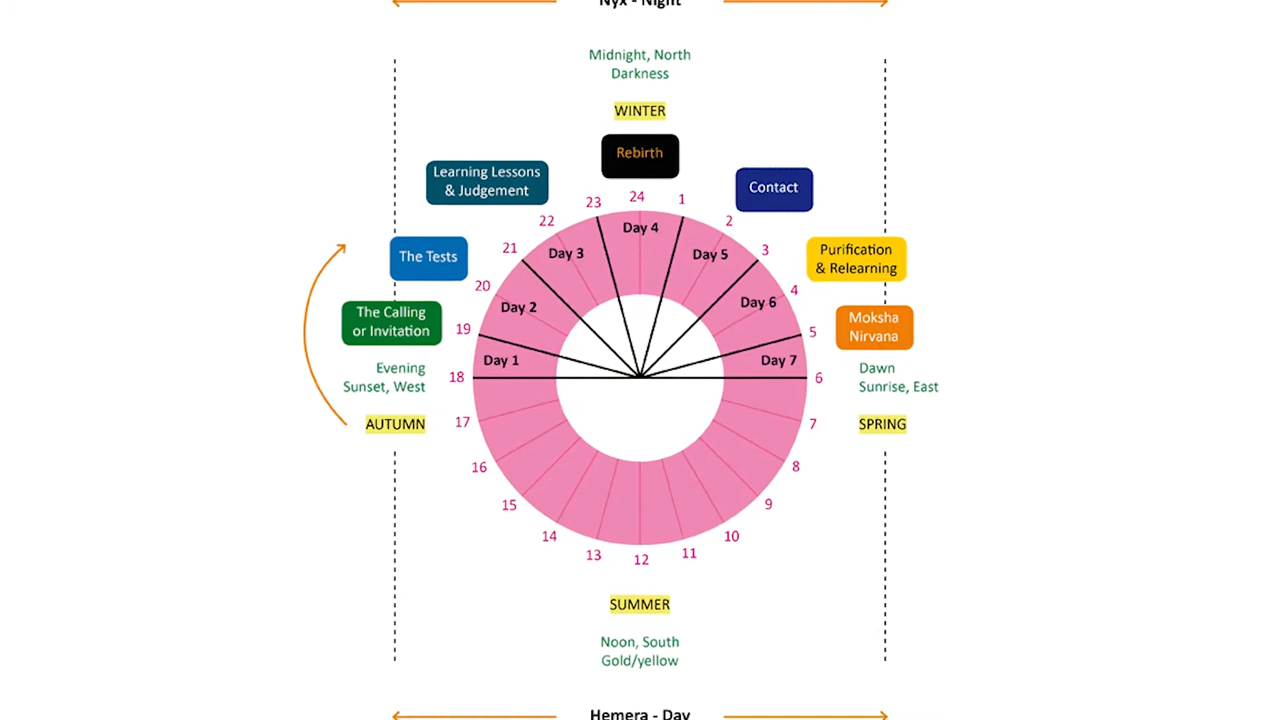 Nyx - Night
Midnight, North
Darkness
WINTER
Rebirth
Learning Lessons
& Judgement
Contact
23
24
1
22
2
21
3
Day 4
Day 3
Day 5
The Tests
Purification
& Relearning
20
4
Day 2
Day 6
The Calling
or Invitation
Moksha
Nirvana
19
5
Day 1
Day 7
Evening
Sunset, West
18
6
Dawn
Sunrise, East
AUTUMN
17
7
SPRING
16
8
15
9
14
10
13
11
12
SUMMER
Noon, South
Gold/yellow
Hemera - Day